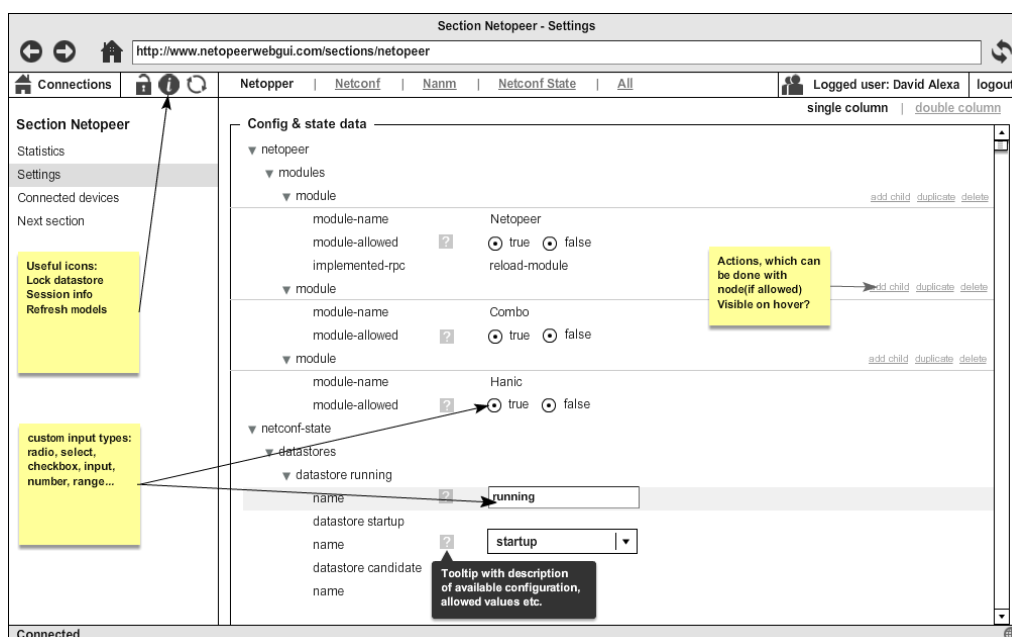 Section Netopeer - Settings
http://www.netopeerwebgui.com/sections/netopeer
Connections
Netopper | Netconf | Nanm | Netconf State | All
Logged user: David Alexa
logout
single column | double column
Section Netopeer
Statistics
Settings
Connected devices
Next section
Useful icons:
Lock datastore
Session info
Refresh models
custom input types:
radio, select,
checkbox, input,
number, range...
Config & state data
netopeer
modules
module add child duplicate delete
module-name Netopeer
module-allowed ? true false
implemented-rpc reload-module
module add child duplicate delete
module-name Combo
module-allowed ? true false
module add child duplicate delete
module-name Hanic
module-allowed ? true false
netconf-state
datastores
datastore running
name ? running
datastore startup
name ? startup
datastore candidate
name
Actions, which can
be done with
node(if allowed)
Visible on hover?
Tooltip with description
of available configuration,
allowed values etc.
Connected